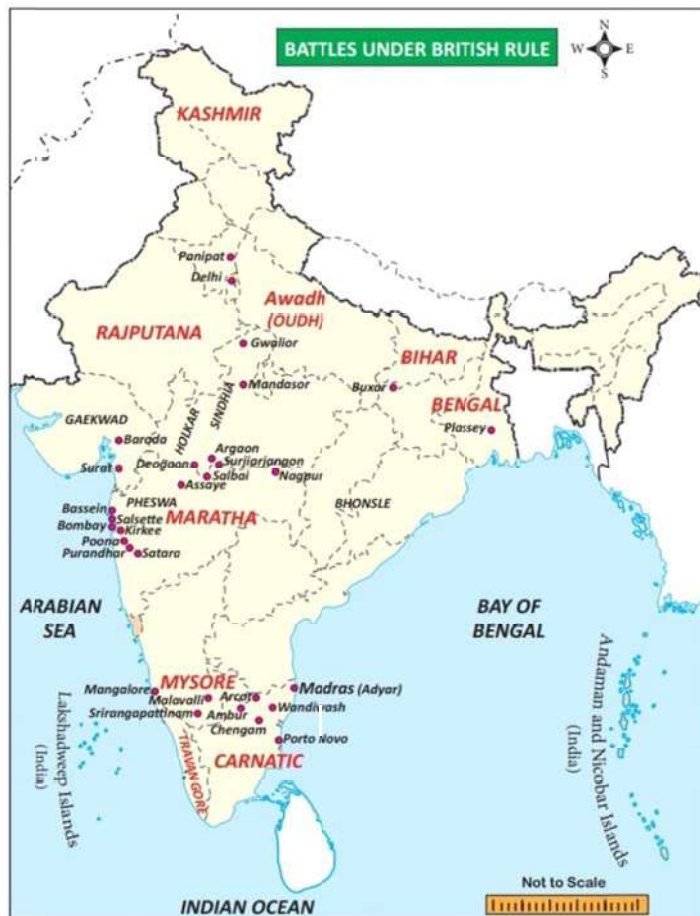 BATTLES UNDER BRITISH RULE
N
W E
S
KASHMIR
Panipat
Delhi
Awadh
(OUDH)
RAJPUTANA
Gwalior
BIHAR
Mandasor
Buxar
BENGAL
Plassey
GAEKWAD
HOLKAR
SINDHIA
Baroda
Argaon
Deogaon
Surjiarjangon
Surat
Salbai
Nagpur
Assaye
PHESWA
BHONSLE
Bassein
Salsette
MARATHA
Bombay
Kirkee
Poona
Purandhar
Satara
ARABIAN
SEA
BAY OF
BENGAL
Andaman and Nicobar Islands
(India)
Lakshadweep Islands
(India)
Mangalore
MYSORE
Madras (Adyar)
Malavalli
Arcot
Srirangapattinam
Ambur
Wandiwash
Chengam
Porto Novo
CARNATIC
TRAVANGORE
Not to Scale
INDIAN OCEAN